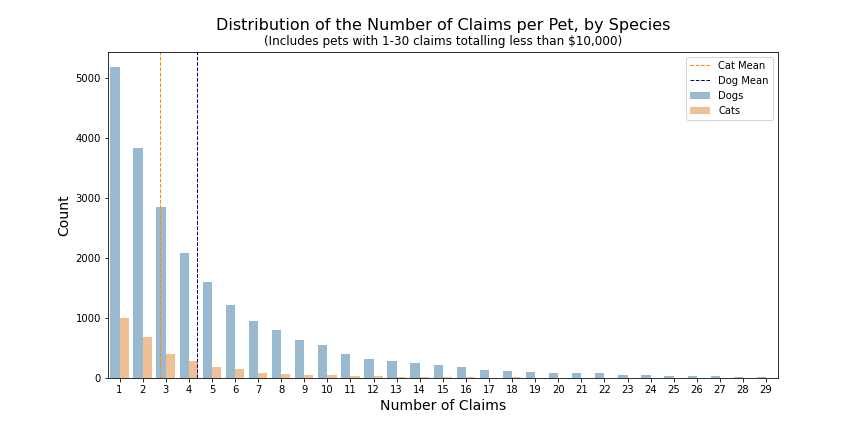 Distribution of the Number of Claims per Pet, by Species
(Includes pets with 1-30 claims totalling less than $10,000)
Cat Mean
Dog Mean
Dogs
Cats
Count
5000
4000
3000
2000
1000
0
1 2 3 4 5 6 7 8 9 10 11 12 13 14 15 16 17 18 19 20 21 22 23 24 25 26 27 28 29
Number of Claims